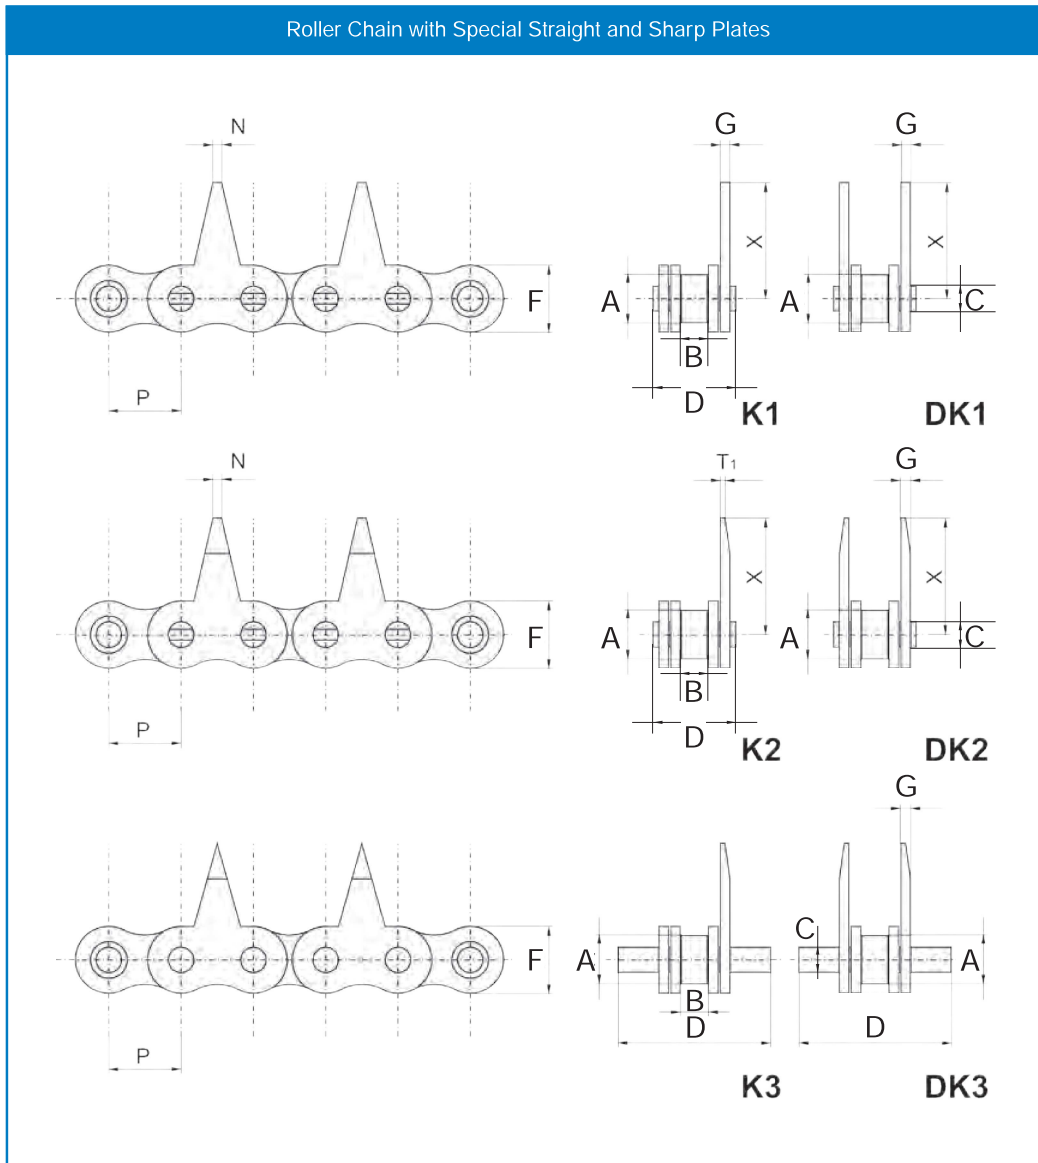 Roller Chain with Special Straight and Sharp Plates
N G G
X X
F A A C
B
P D
K1 DK1
N T1 G
X X
F A A C
B
P D
K2 DK2
G
C
F A A
B
D D
P
K3 DK3